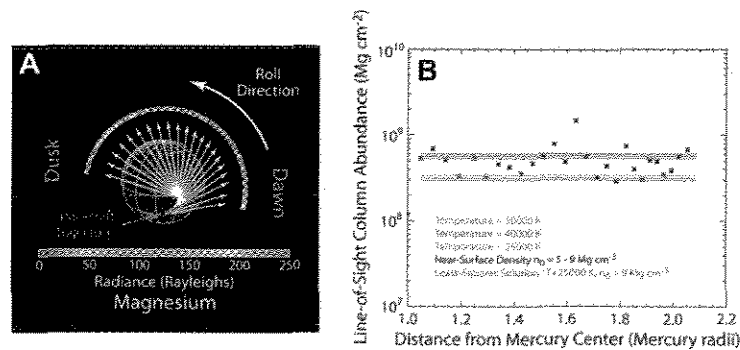 A
Roll
Direction
Dusk
Dawn
0 50 100 150 200 250
Radiance (Rayleighs)
Magnesium
B
Line-of-Sight Column Abundance (Mg cm⁻²)
10¹⁰
10⁹
10⁸
10⁷
Temperature = 50000 K
Temperature = 40000 K
Temperature = 25000 K
Near-Surface Density n₀ = 5 - 9 Mg cm⁻³
Least-Squares Solution: T = 25000 K, n₀ = 9 Mg cm⁻³
1.0 1.2 1.4 1.6 1.8 2.0
Distance from Mercury Center (Mercury radii)